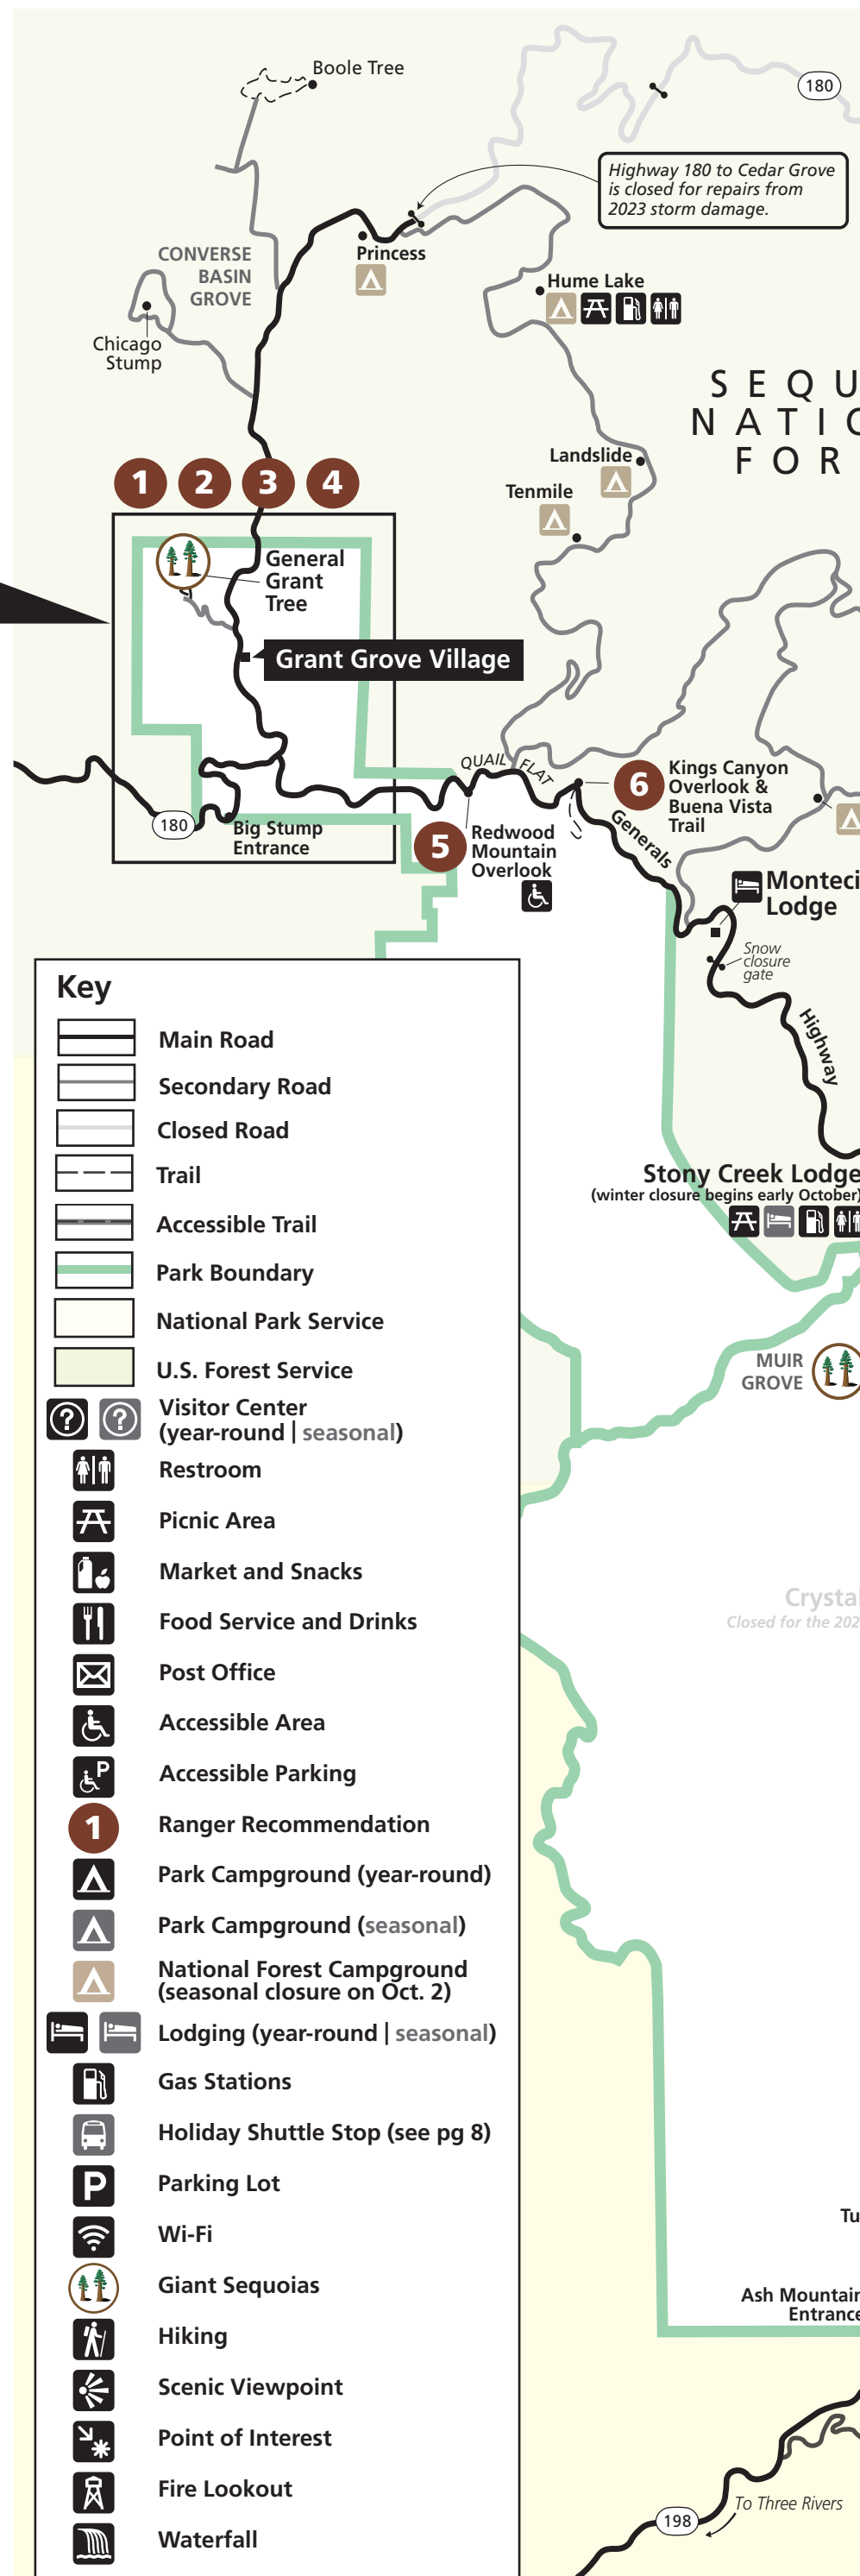 Boole Tree
180
Highway 180 to Cedar Grove
is closed for repairs from
2023 storm damage.
CONVERSE
BASIN
GROVE
Princess
Hume Lake
Chicago
Stump
SEQU
NATIO
FOR
Landslide
Tenmile
1 2 3 4
General
Grant
Tree
Grant Grove Village
QUAIL FLAT
6
Kings Canyon
Overlook &
Buena Vista
Trail
180
Big Stump
Entrance
5
Redwood
Mountain
Overlook
Generals
Monteci
Lodge
Snow
closure
gate
Highway
Stony Creek Lodge
(winter closure begins early October)
MUIR
GROVE
Crystal
Closed for the 202
Tu
Ash Mountain
Entrance
To Three Rivers
198
Key
Main Road
Secondary Road
Closed Road
Trail
Accessible Trail
Park Boundary
National Park Service
U.S. Forest Service
? ? Visitor Center
(year-round | seasonal)
Restroom
Picnic Area
Market and Snacks
Food Service and Drinks
Post Office
Accessible Area
P Accessible Parking
1 Ranger Recommendation
Park Campground (year-round)
Park Campground (seasonal)
National Forest Campground
(seasonal closure on Oct. 2)
Lodging (year-round | seasonal)
Gas Stations
Holiday Shuttle Stop (see pg 8)
P Parking Lot
Wi-Fi
Giant Sequoias
Hiking
Scenic Viewpoint
Point of Interest
Fire Lookout
Waterfall